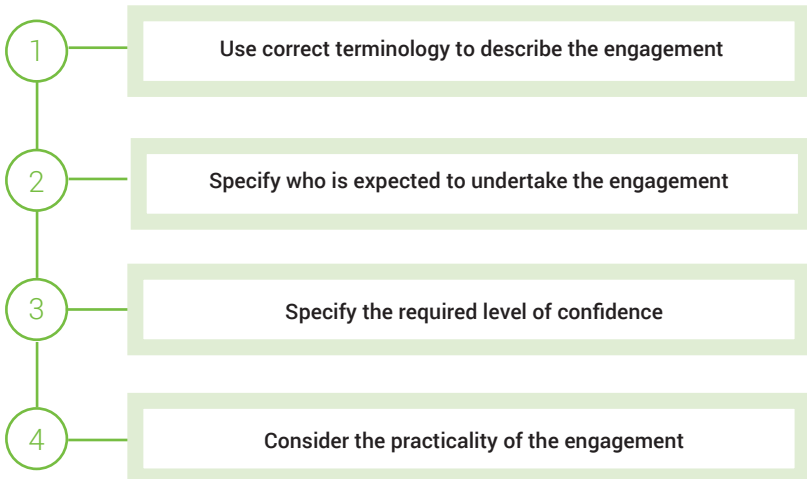 1
Use correct terminology to describe the engagement
2
Specify who is expected to undertake the engagement
3
Specify the required level of confidence
4
Consider the practicality of the engagement